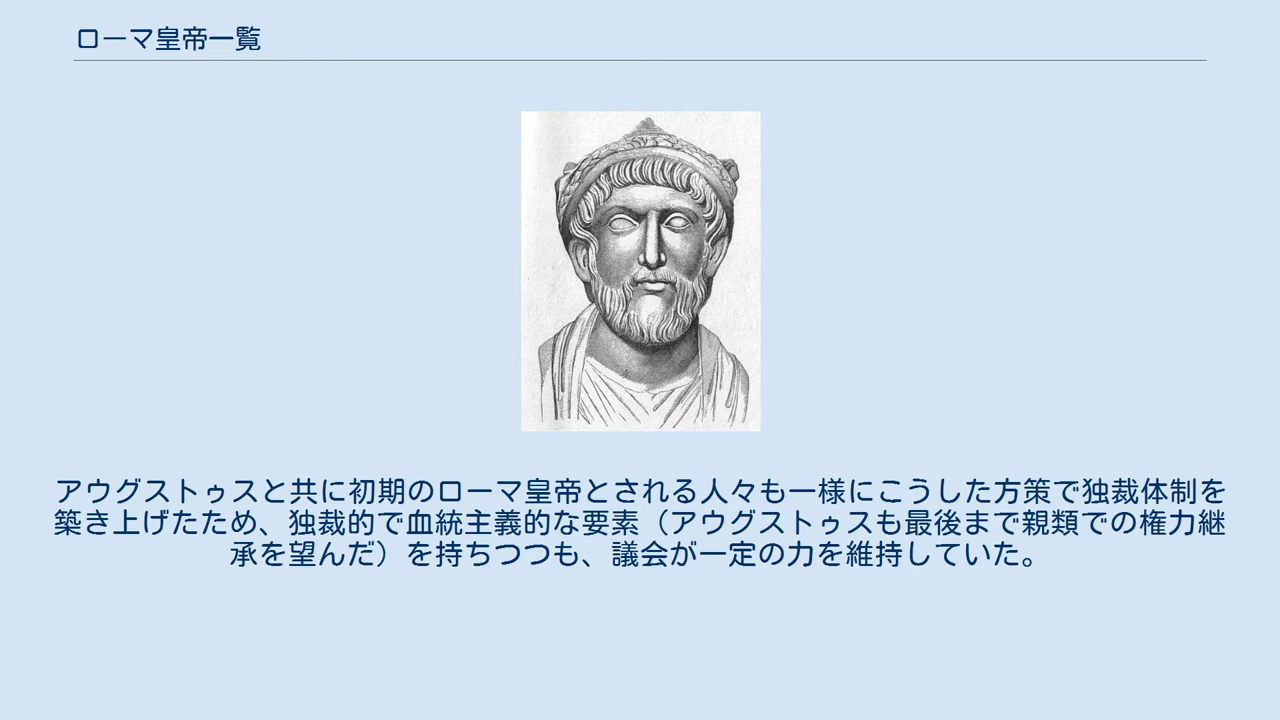 ローマ皇帝一覧
アウグストゥスと共に初期のローマ皇帝とされる人々も一様にこうした方策で独裁体制を
築き上げたため、独裁的で血統主義的な要素（アウグストゥスも最後まで親類での権力継
承を望んだ）を持ちつつも、議会が一定の力を維持していた。